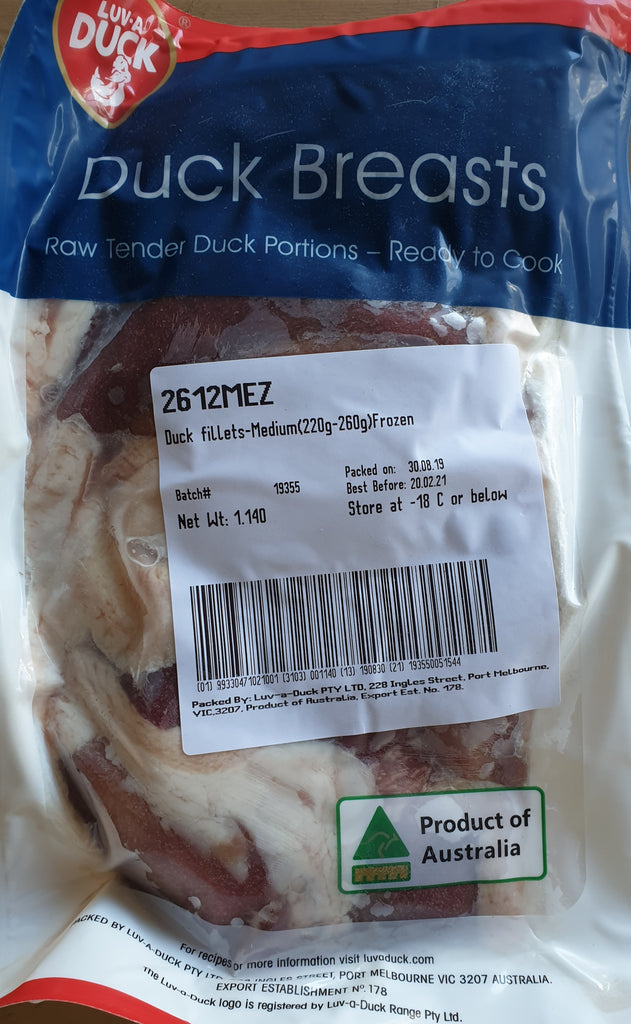 LUV-A
DUCK
®
Duck Breasts
Raw Tender Duck Portions – Ready to Cook
2612MEZ
Duck fillets-Medium(220g-260g)Frozen
Batch# 19355
Packed on: 30.08.19
Best Before: 20.02.21
Net Wt: 1.140
Store at -18 C or below
(01) 99330471021001 (3103) 001140 (13) 190830 (21) 193550051544
Packed By: Luv-a-Duck PTY LTD, 228 Ingles Street, Port Melbourne,
VIC,3207, Product of Australia, Export Est. No. 178.
Product of
Australia
For recipes or more information visit luvaduck.com
PACKED BY LUV-A-DUCK PTY INGLES STREET, PORT MELBOURNE VIC 3207 AUSTRALIA.
EXPORT ESTABLISHMENT Nº. 178
The Luv-a-Duck logo is registered by Luv-a-Duck Range Pty Ltd.